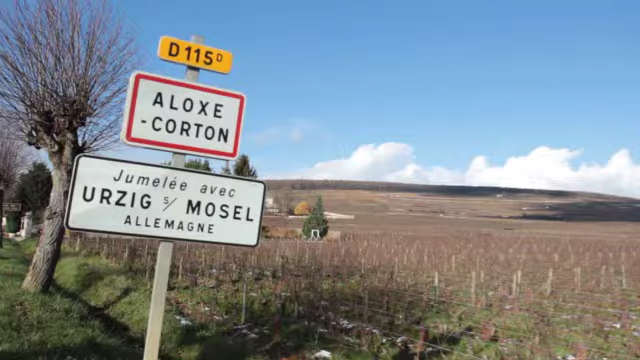 D115D
ALOXE
-CORTON
Jumelée avec
URZIG s/ MOSEL
ALLEMAGNE